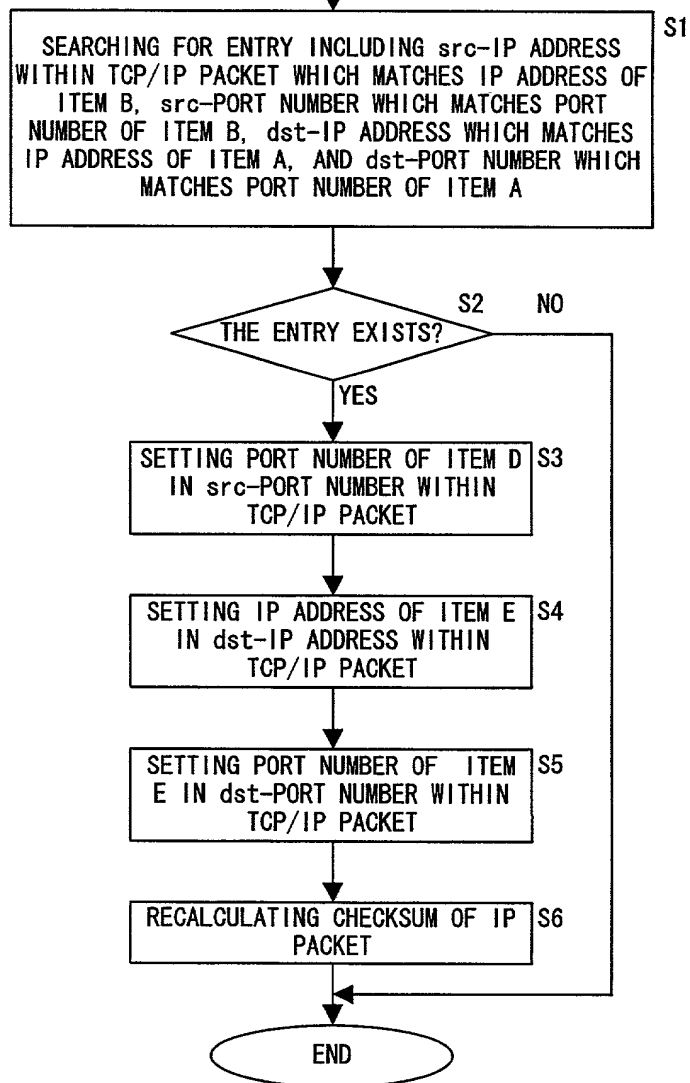 S1
SEARCHING FOR ENTRY INCLUDING src-IP ADDRESS
WITHIN TCP/IP PACKET WHICH MATCHES IP ADDRESS OF
ITEM B, src-PORT NUMBER WHICH MATCHES PORT
NUMBER OF ITEM B, dst-IP ADDRESS WHICH MATCHES
IP ADDRESS OF ITEM A, AND dst-PORT NUMBER WHICH
MATCHES PORT NUMBER OF ITEM A
S2 NO
THE ENTRY EXISTS?
YES
SETTING PORT NUMBER OF ITEM D S3
IN src-PORT NUMBER WITHIN
TCP/IP PACKET
SETTING IP ADDRESS OF ITEM E S4
IN dst-IP ADDRESS WITHIN
TCP/IP PACKET
SETTING PORT NUMBER OF ITEM S5
E IN dst-PORT NUMBER WITHIN
TCP/IP PACKET
RECALCULATING CHECKSUM OF IP S6
PACKET
END